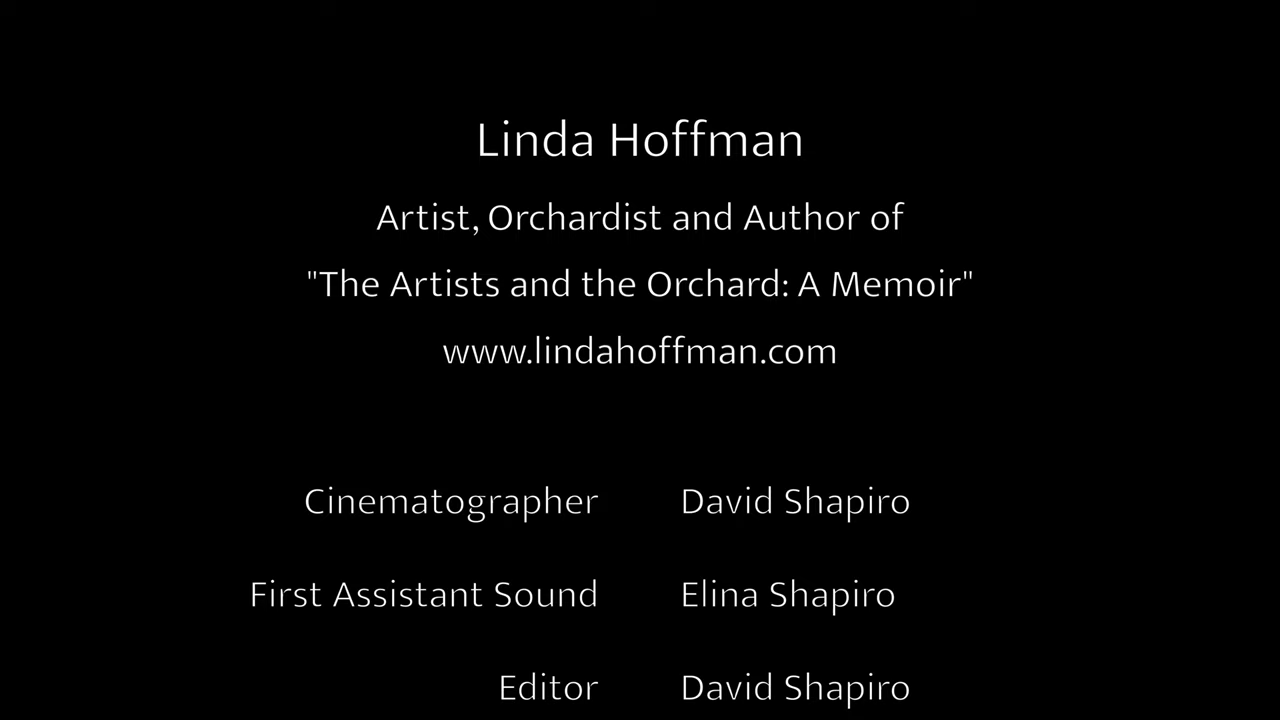 Linda Hoffman
Artist, Orchardist and Author of
"The Artists and the Orchard: A Memoir"
www.lindahoffman.com
Cinematographer David Shapiro
First Assistant Sound Elina Shapiro
Editor David Shapiro